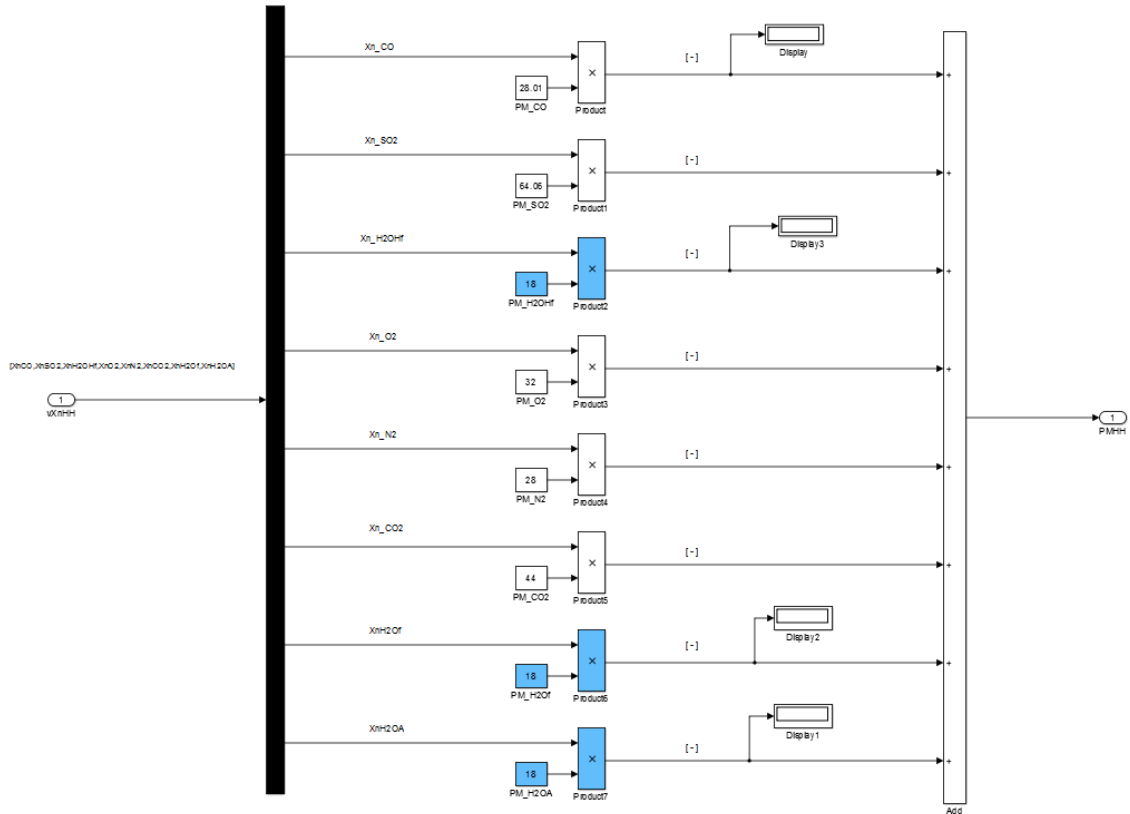 Xn_CO
[-]
Display
28.01
×
+
PM_CO
Product
Xn_SO2
[-]
64.06
×
+
PM_SO2
Product1
Xn_H2OHf
[-]
Display3
18
×
+
PM_H2OHf
Product2
Xn_O2
[-]
32
×
+
PM_O2
Product3
[XnCO,XnSO2,XnH2OHf,XnO2,XnN2,XnCO2,XnH2Of,XnH2OA]
1
vXnHH
1
PMHH
Xn_N2
[-]
28
×
+
PM_N2
Product4
Xn_CO2
[-]
44
×
+
PM_CO2
Product5
XnH2Of
[-]
Display2
18
×
+
PM_H2Of
Product6
XnH2OA
[-]
Display1
18
×
+
PM_H2OA
Product7
Add